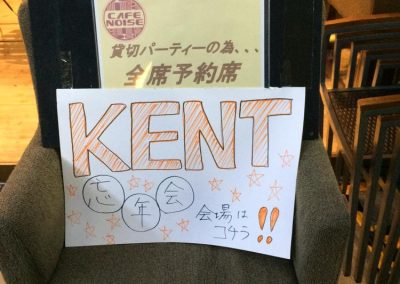 CAFE
NOISE
貸切パーティーの為、、、
全席予約席
KENT
忘年会
会場は
コチラ!!